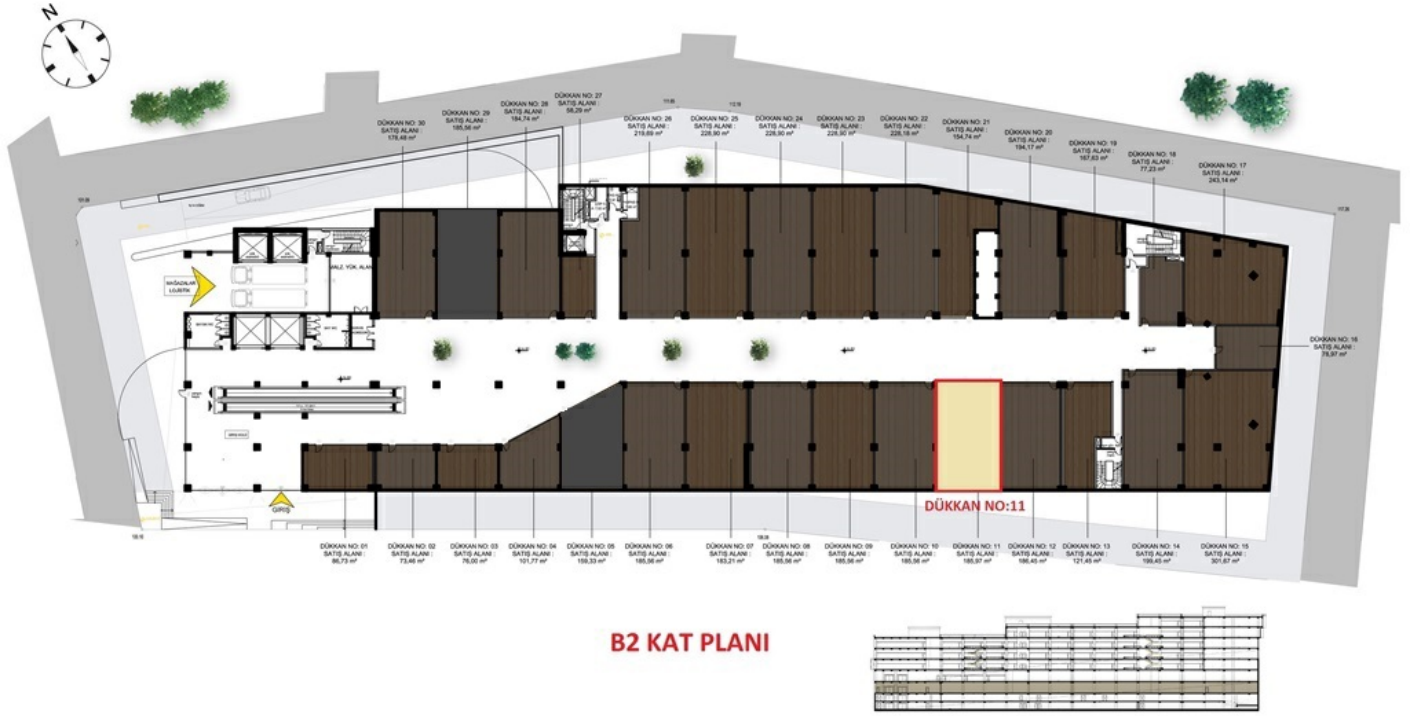 N
DÜKKAN NO: 30
SATIŞ ALANI :
178,48 m²
DÜKKAN NO: 29
SATIŞ ALANI :
185,56 m²
DÜKKAN NO: 28
SATIŞ ALANI :
184,74 m²
DÜKKAN NO: 27
SATIŞ ALANI :
58,29 m²
DÜKKAN NO: 26
SATIŞ ALANI :
219,69 m²
DÜKKAN NO: 25
SATIŞ ALANI :
228,90 m²
DÜKKAN NO: 24
SATIŞ ALANI :
228,90 m²
DÜKKAN NO: 23
SATIŞ ALANI :
228,90 m²
DÜKKAN NO: 22
SATIŞ ALANI :
228,18 m²
DÜKKAN NO: 21
SATIŞ ALANI :
154,74 m²
DÜKKAN NO: 20
SATIŞ ALANI :
194,17 m²
DÜKKAN NO: 19
SATIŞ ALANI :
167,63 m²
DÜKKAN NO: 18
SATIŞ ALANI :
77,23 m²
DÜKKAN NO: 17
SATIŞ ALANI :
243,14 m²
DÜKKAN NO: 16
SATIŞ ALANI :
78,97 m²
MALZ. YÜK. ALANI
MAĞAZALAR
LOJİSTİK
GİRİŞ
DÜKKAN NO:11
DÜKKAN NO: 01
SATIŞ ALANI :
86,73 m²
DÜKKAN NO: 02
SATIŞ ALANI :
73,46 m²
DÜKKAN NO: 03
SATIŞ ALANI :
76,00 m²
DÜKKAN NO: 04
SATIŞ ALANI :
101,77 m²
DÜKKAN NO: 05
SATIŞ ALANI :
159,33 m²
DÜKKAN NO: 06
SATIŞ ALANI :
185,56 m²
DÜKKAN NO: 07
SATIŞ ALANI :
183,21 m²
DÜKKAN NO: 08
SATIŞ ALANI :
185,56 m²
DÜKKAN NO: 09
SATIŞ ALANI :
185,56 m²
DÜKKAN NO: 10
SATIŞ ALANI :
185,56 m²
DÜKKAN NO: 11
SATIŞ ALANI :
185,97 m²
DÜKKAN NO: 12
SATIŞ ALANI :
186,45 m²
DÜKKAN NO: 13
SATIŞ ALANI :
121,45 m²
DÜKKAN NO: 14
SATIŞ ALANI :
199,45 m²
DÜKKAN NO: 15
SATIŞ ALANI :
301,67 m²
B2 KAT PLANI